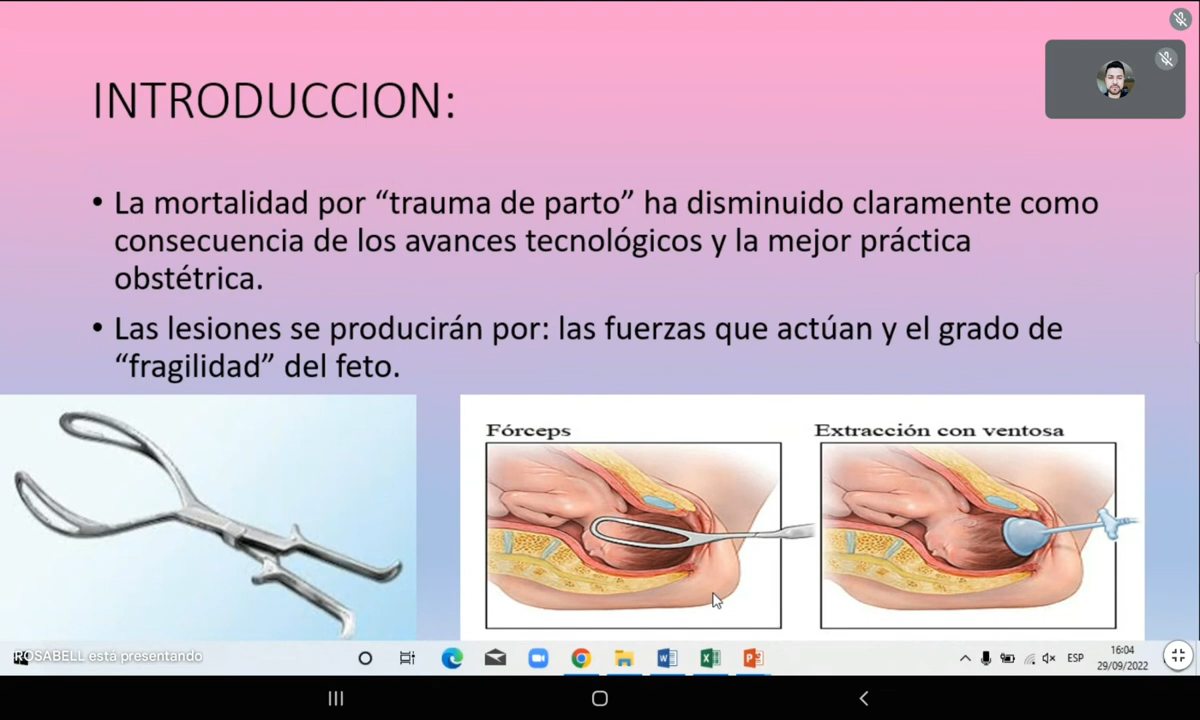 INTRODUCCION:
• La mortalidad por “trauma de parto” ha disminuido claramente como
consecuencia de los avances tecnológicos y la mejor práctica
obstétrica.
• Las lesiones se producirán por: las fuerzas que actúan y el grado de
“fragilidad” del feto.
Fórceps
Extracción con ventosa
ROSABELL está presentando
ESP
16:04
29/09/2022